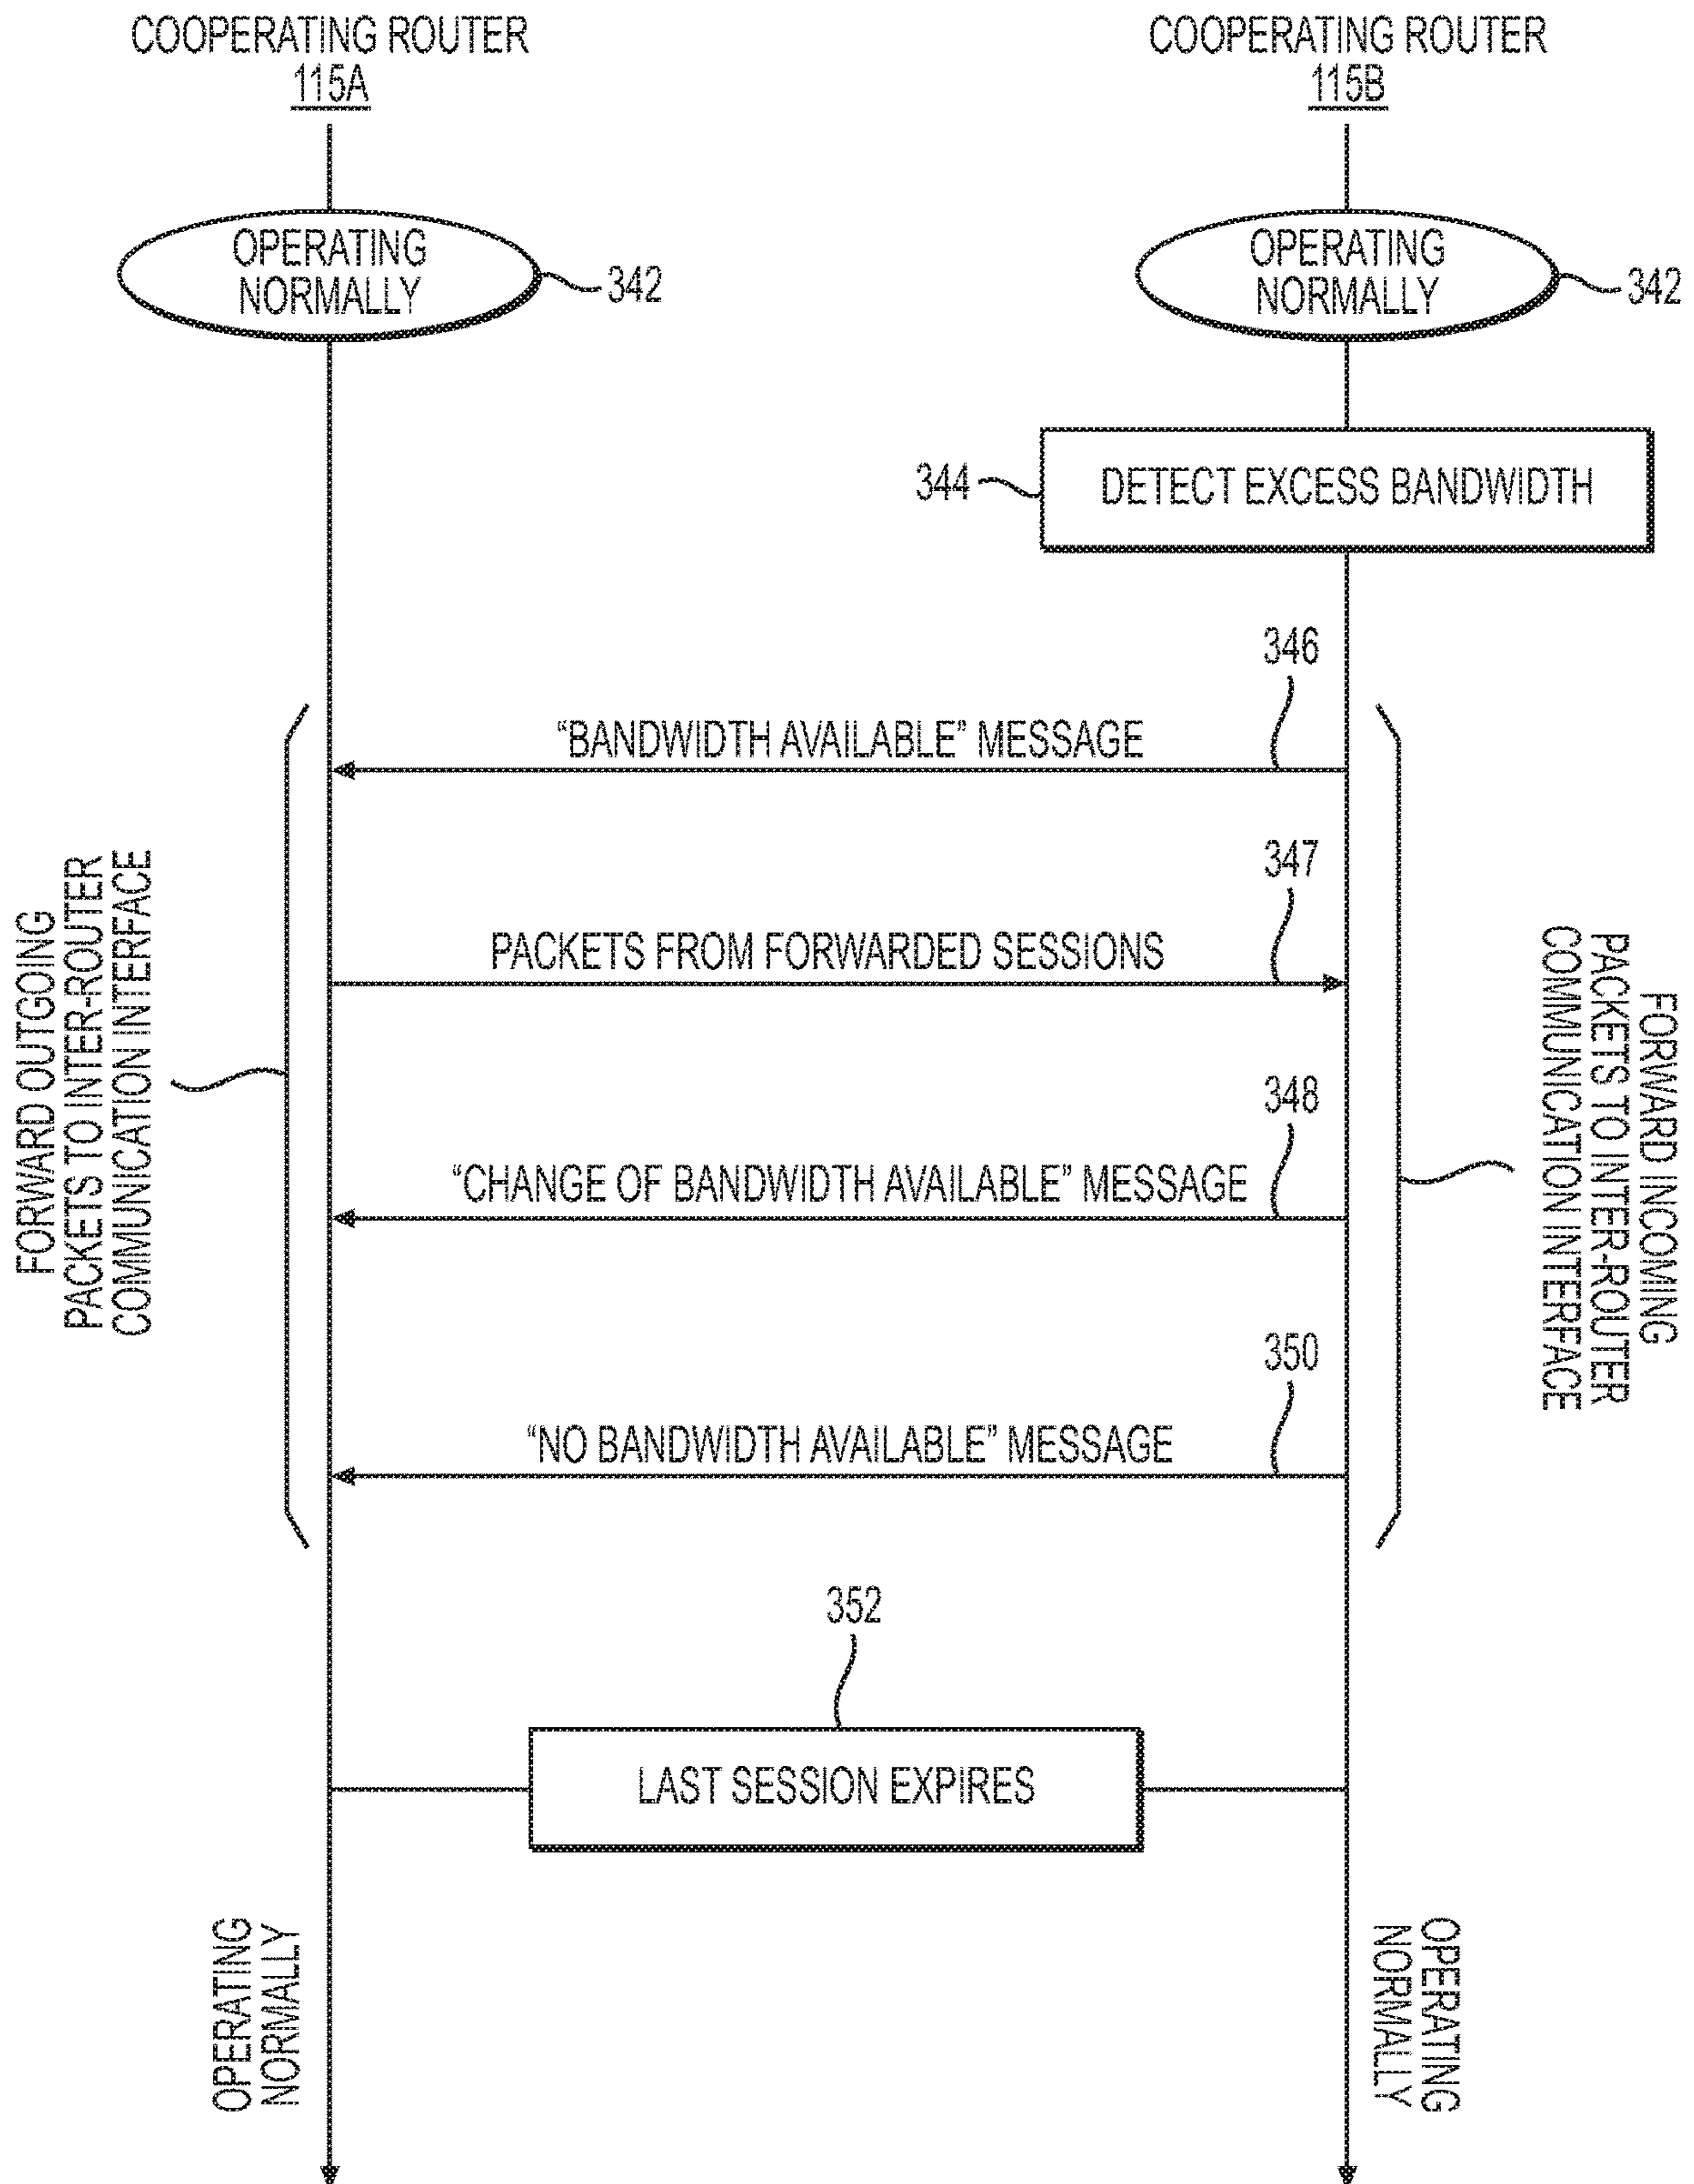 COOPERATING ROUTER
115A
COOPERATING ROUTER
115B
OPERATING
NORMALLY
342
OPERATING
NORMALLY
342
344
DETECT EXCESS BANDWIDTH
346
“BANDWIDTH AVAILABLE” MESSAGE
347
PACKETS FROM FORWARDED SESSIONS
348
“CHANGE OF BANDWIDTH AVAILABLE” MESSAGE
350
“NO BANDWIDTH AVAILABLE” MESSAGE
FORWARD OUTGOING
PACKETS TO INTER-ROUTER
COMMUNICATION INTERFACE
FORWARD INCOMING
PACKETS TO INTER-ROUTER
COMMUNICATION INTERFACE
352
LAST SESSION EXPIRES
OPERATING
NORMALLY
OPERATING
NORMALLY